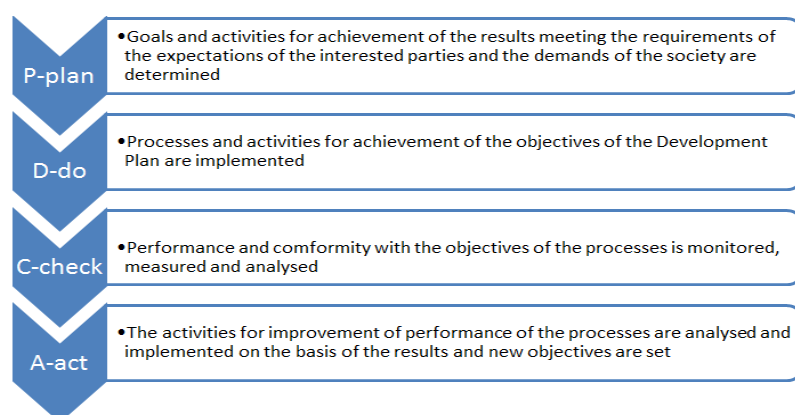 P-plan
•Goals and activities for achievement of the results meeting the requirements of
the expectations of the interested parties and the demands of the society are
determined
D-do
•Processes and activities for achievement of the objectives of the Development
Plan are implemented
C-check
•Performance and comformity with the objectives of the processes is monitored,
measured and analysed
A-act
•The activities for improvement of performance of the processes are analysed and
implemented on the basis of the results and new objectives are set